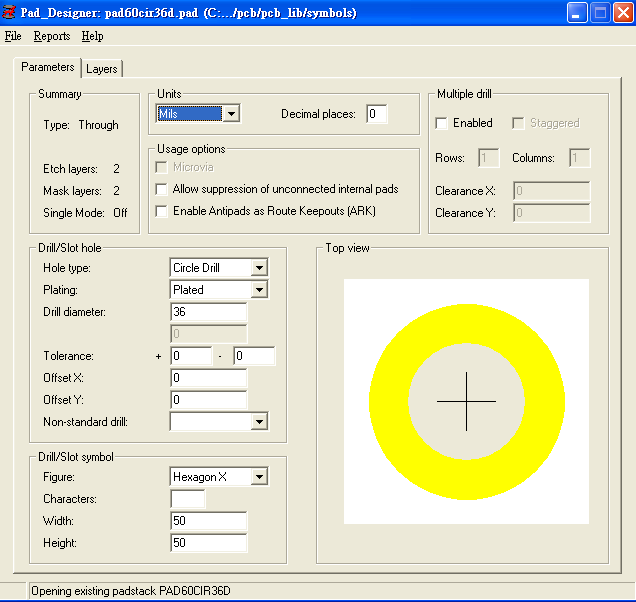 Pad_Designer: pad60cir36d.pad (C:.../pcb/pcb_lib/symbols)
File Reports Help
Parameters Layers
Summary
Type: Through
Etch layers: 2
Mask layers: 2
Single Mode: Off
Units
Mils
Decimal places: 0
Usage options
Microvia
Allow suppression of unconnected internal pads
Enable Antipads as Route Keepouts (ARK)
Multiple drill
Enabled Staggered
Rows: 1 Columns: 1
Clearance X: 0
Clearance Y: 0
Drill/Slot hole
Hole type: Circle Drill
Plating: Plated
Drill diameter: 36
0
Tolerance: + 0 - 0
Offset X: 0
Offset Y: 0
Non-standard drill:
Drill/Slot symbol
Figure: Hexagon X
Characters:
Width: 50
Height: 50
Top view
Opening existing padstack PAD60CIR36D